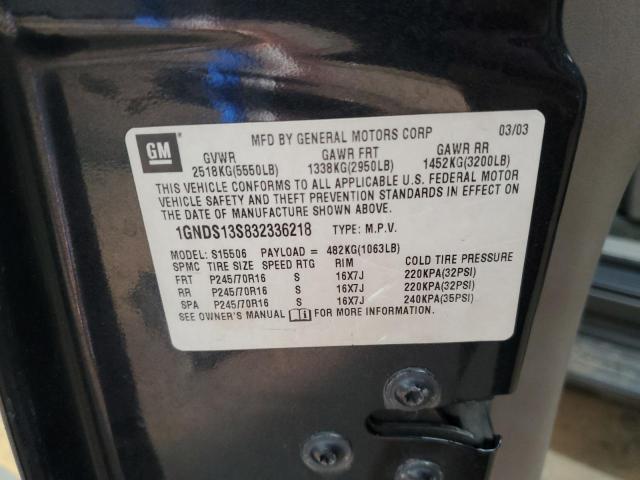 GM
MFD BY GENERAL MOTORS CORP 03/03
GVWR GAWR FRT GAWR RR
2518KG(5550LB) 1338KG(2950LB) 1452KG(3200LB)
THIS VEHICLE CONFORMS TO ALL APPLICABLE U.S. FEDERAL MOTOR
VEHICLE SAFETY AND THEFT PREVENTION STANDARDS IN EFFECT ON
THE DATE OF MANUFACTURE SHOWN ABOVE.
1GNDS13S832336218 TYPE: M.P.V.
MODEL: S15506 PAYLOAD = 482KG(1063LB)
SPMC TIRE SIZE SPEED RTG RIM COLD TIRE PRESSURE
FRT P245/70R16 S 16X7J 220KPA(32PSI)
RR P245/70R16 S 16X7J 220KPA(32PSI)
SPA P245/70R16 S 16X7J 240KPA(35PSI)
SEE OWNER'S MANUAL FOR MORE INFORMATION.